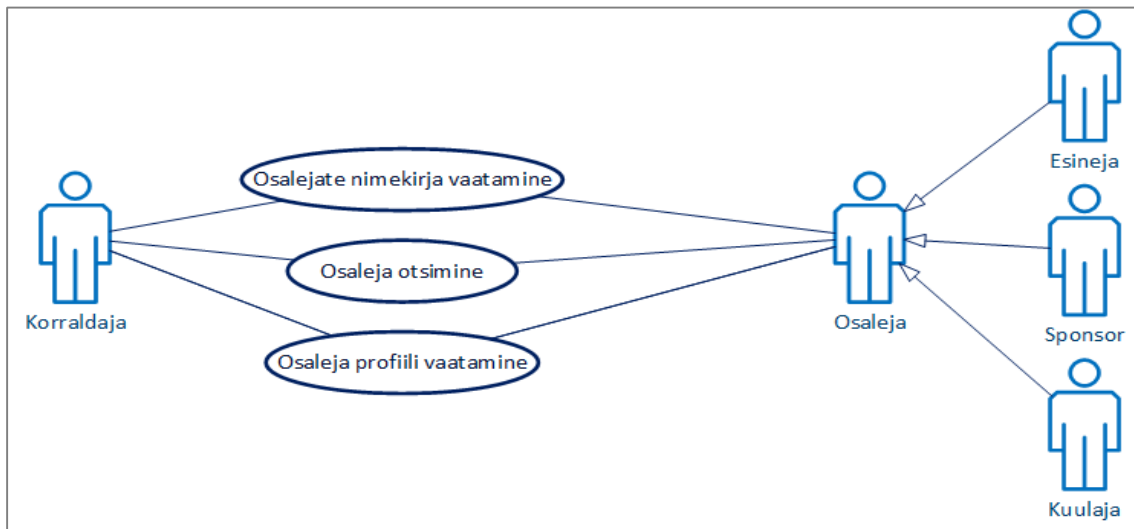 Esineja
Osalejate nimekirja vaatamine
Osaleja otsimine
Korraldaja
Osaleja
Sponsor
Osaleja profiili vaatamine
Kuulaja